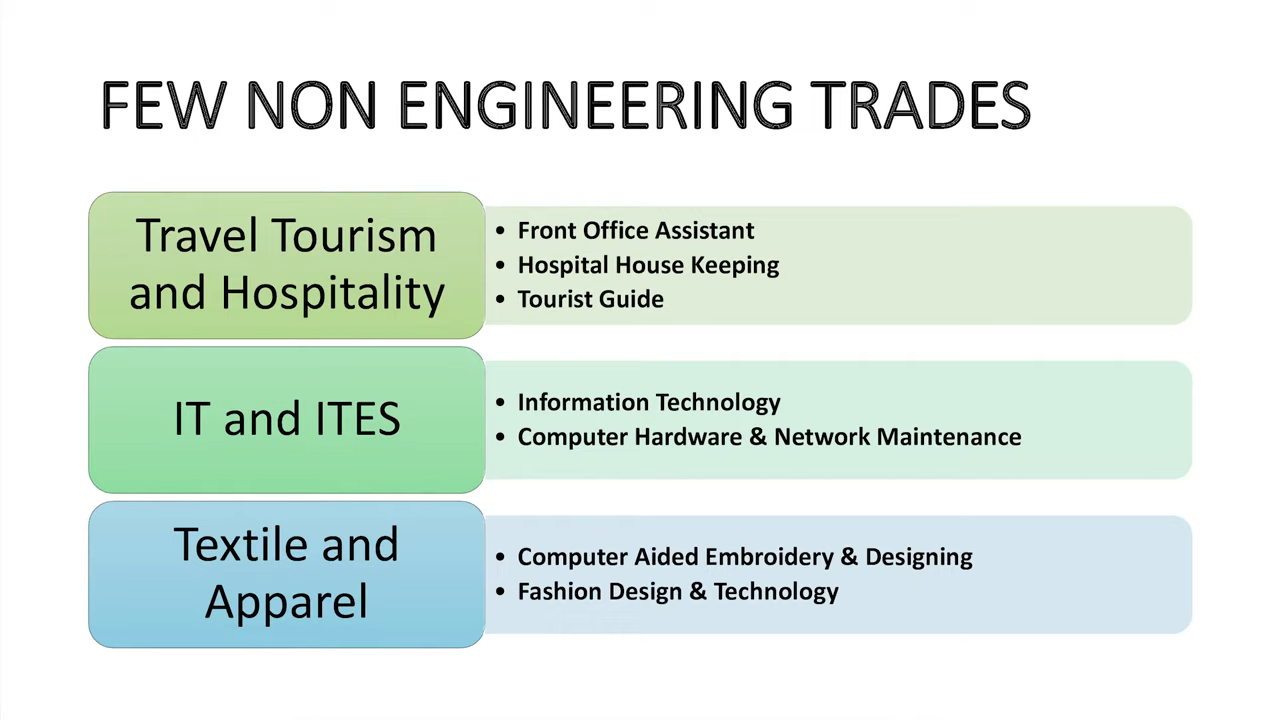 FEW NON ENGINEERING TRADES
Travel Tourism
and Hospitality
• Front Office Assistant
• Hospital House Keeping
• Tourist Guide
IT and ITES
• Information Technology
• Computer Hardware & Network Maintenance
Textile and
Apparel
• Computer Aided Embroidery & Designing
• Fashion Design & Technology